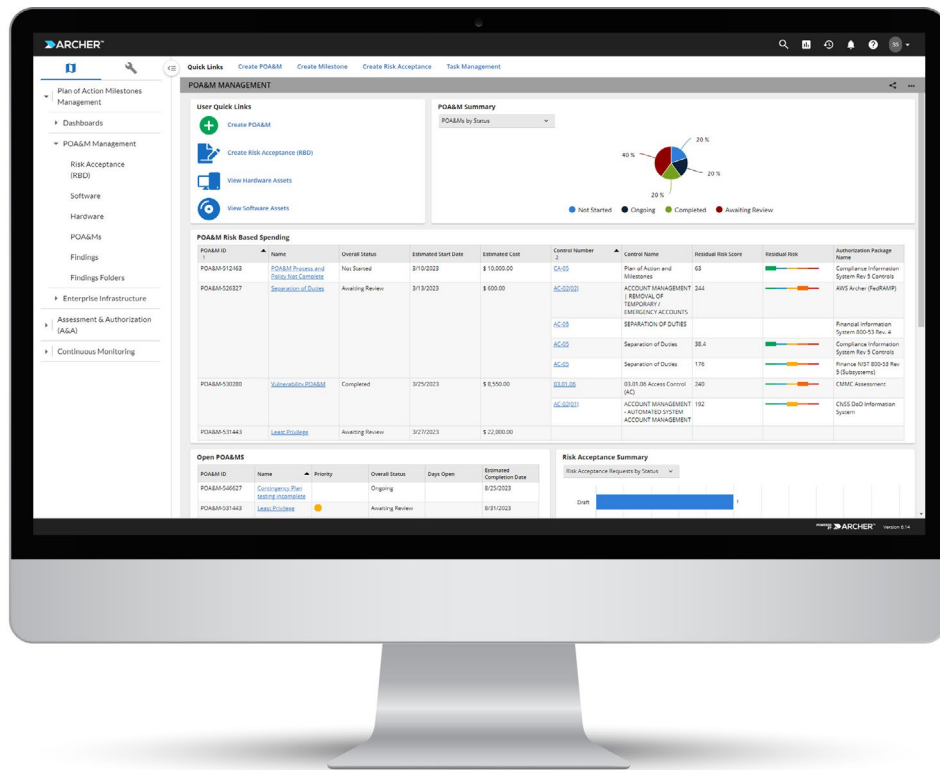 ARCHER™
SS
Quick Links Create POA&M Create Milestone Create Risk Acceptance Task Management
Plan of Action Milestones
Management
Dashboards
POA&M Management
Risk Acceptance
(RBD)
Software
Hardware
POA&Ms
Findings
Findings Folders
Enterprise Infrastructure
Assessment & Authorization
(A&A)
Continuous Monitoring
POA&M MANAGEMENT
User Quick Links
Create POA&M
Create Risk Acceptance (RBD)
View Hardware Assets
View Software Assets
POA&M Summary
POA&Ms by Status
20 %
40 %
20 %
20 %
Not Started Ongoing Completed Awaiting Review
POA&M Risk Based Spending
POA&M ID 1 Name Overall Status Estimated Start Date Estimated Cost Control Number 2 Control Name Residual Risk Score Residual Risk Authorization Package
Name
POA&M-512463 POA&M Process and Not Started 3/10/2023 $ 10,000.00 CA-05 Plan of Action and 63 Compliance Information
Policy Not Complete Milestones System Rev 5 Controls
POA&M-526327 Separation of Duties Awaiting Review 3/13/2023 $ 600.00 AC-02(02) ACCOUNT MANAGEMENT 244 AWS Archer (FedRAMP)
| REMOVAL OF
TEMPORARY /
EMERGENCY ACCOUNTS
AC-05 SEPARATION OF DUTIES Financial Information
System 800-53 Rev. 4
AC-05 Separation of Duties 38.4 Compliance Information
System Rev 5 Controls
AC-05 Separation of Duties 176 Finance NIST 800-53 Rev
5 (Subsystems)
POA&M-530280 Vulnerability POA&M Completed 3/25/2023 $ 8,550.00 03.01.06 03.01.06 Access Control 240 CMMC Assessment
(AC)
AC-02(01) ACCOUNT MANAGEMENT 192 CNSS DoD Information
- AUTOMATED SYSTEM System
ACCOUNT MANAGEMENT
POA&M-531443 Least Privilege Awaiting Review 3/27/2023 $ 22,000.00
Open POA&MS
POA&M ID Name Priority Overall Status Days Open Estimated
Completion Date
POA&M-546627 Contingency Plan Ongoing 8/25/2023
testing incomplete
POA&M-531443 Least Privilege Awaiting Review 8/31/2023
Risk Acceptance Summary
Risk Acceptance Requests by Status
Draft 1
ARCHER™ Version 6.14